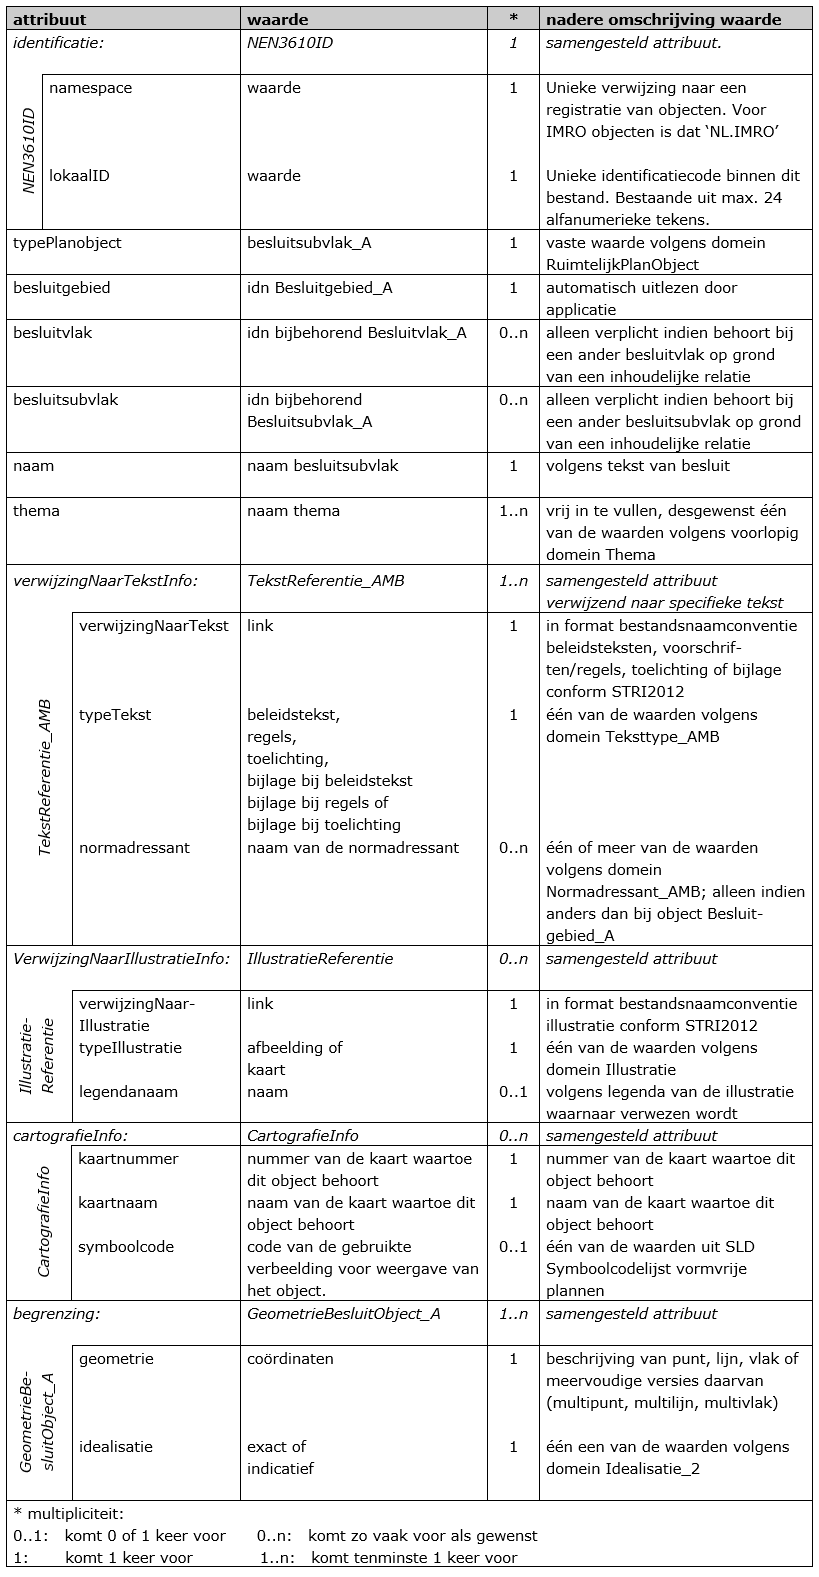 attribuut waarde * nadere omschrijving waarde
identificatie: NEN3610ID 1 samengesteld attribuut.
NEN3610ID
namespace waarde 1 Unieke verwijzing naar een
registratie van objecten. Voor
IMRO objecten is dat ‘NL.IMRO’
lokaalID waarde 1 Unieke identificatiecode binnen dit
bestand. Bestaande uit max. 24
alfanumerieke tekens.
typePlanobject besluitsubvlak_A 1 vaste waarde volgens domein
RuimtelijkPlanObject
besluitgebied idn Besluitgebied_A 1 automatisch uitlezen door
applicatie
besluitvlak idn bijbehorend Besluitvlak_A 0..n alleen verplicht indien behoort bij
een ander besluitvlak op grond
van een inhoudelijke relatie
besluitsubvlak idn bijbehorend 0..n alleen verplicht indien behoort bij
Besluitsubvlak_A een ander besluitsubvlak op grond
van een inhoudelijke relatie
naam naam besluitsubvlak 1 volgens tekst van besluit
thema naam thema 1..n vrij in te vullen, desgewenst één
van de waarden volgens voorlopig
domein Thema
verwijzingNaarTekstInfo: TekstReferentie_AMB 1..n samengesteld attribuut
verwijzend naar specifieke tekst
TekstReferentie_AMB
verwijzingNaarTekst link 1 in format bestandsnaamconventie
beleidsteksten, voorschrif-
ten/regels, toelichting of bijlage
conform STRI2012
typeTekst beleidstekst, 1 één van de waarden volgens
regels, domein Teksttype_AMB
toelichting,
bijlage bij beleidstekst
bijlage bij regels of
bijlage bij toelichting
normadressant naam van de normadressant 0..n één of meer van de waarden
volgens domein
Normadressant_AMB; alleen indien
anders dan bij object Besluit-
gebied_A
VerwijzingNaarIllustratieInfo: IllustratieReferentie 0..n samengesteld attribuut
Illustratie-
Referentie
verwijzingNaar- link 1 in format bestandsnaamconventie
Illustratie illustratie conform STRI2012
typeIllustratie afbeelding of 1 één van de waarden volgens
kaart domein Illustratie
legendanaam naam 0..1 volgens legenda van de illustratie
waarnaar verwezen wordt
cartografieInfo: CartografieInfo 0..n samengesteld attribuut
CartografieInfo
kaartnummer nummer van de kaart waartoe 1 nummer van de kaart waartoe dit
dit object behoort object behoort
kaartnaam naam van de kaart waartoe dit 1 naam van de kaart waartoe dit
object behoort object behoort
symboolcode code van de gebruikte 0..1 één van de waarden uit SLD
verbeelding voor weergave van Symboolcodelijst vormvrije
het object. plannen
begrenzing: GeometrieBesluitObject_A 1..n samengesteld attribuut
GeometrieBe-
sluitObject_A
geometrie coördinaten 1 beschrijving van punt, lijn, vlak of
meervoudige versies daarvan
(multipunt, multilijn, multivlak)
idealisatie exact of 1 één een van de waarden volgens
indicatief domein Idealisatie_2
* multipliciteit:
0..1: komt 0 of 1 keer voor 0..n: komt zo vaak voor als gewenst
1: komt 1 keer voor 1..n: komt tenminste 1 keer voor